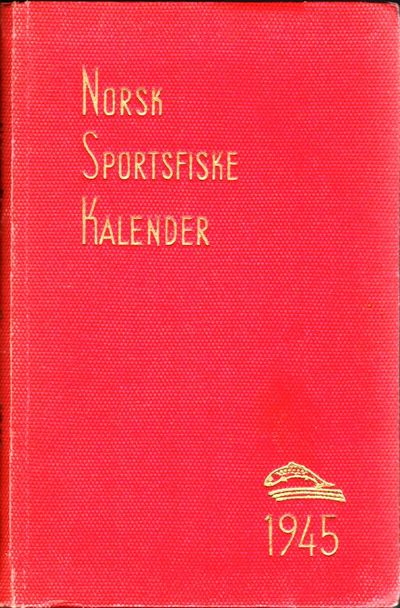 NORSK
SPORTSFISKE
KALENDER
1945